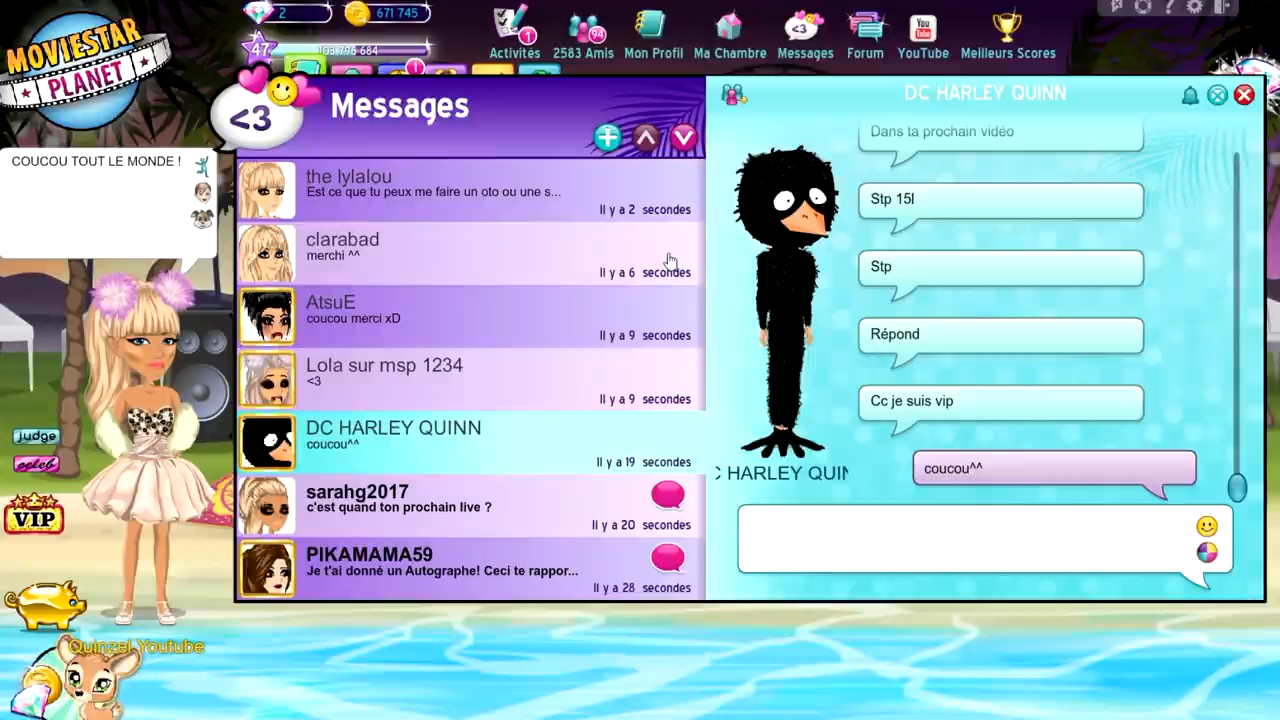 MOVIESTAR
PLANET
2
671 745
47
103 796 684
1
Activités
94
2583 Amis
Mon Profil
Ma Chambre
<3
Messages
Forum
You
Tube
YouTube
Meilleurs Scores
1
COUCOU TOUT LE MONDE !
<3
Messages
the lylalou
Est ce que tu peux me faire un oto ou une s...
Il y a 2 secondes
clarabad
merchi ^^
Il y a 6 secondes
AtsuE
coucou merci xD
Il y a 9 secondes
Lola sur msp 1234
<3
Il y a 9 secondes
DC HARLEY QUINN
coucou^^
Il y a 19 secondes
sarahg2017
c'est quand ton prochain live ?
Il y a 20 secondes
PIKAMAMA59
Je t'ai donné un Autographe! Ceci te rappor...
Il y a 28 secondes
DC HARLEY QUINN
Dans ta prochain vidéo
Stp 15l
Stp
Répond
Cc je suis vip
coucou^^
C HARLEY QUIN
judge
celeb
VIP
Quinzel Youtube